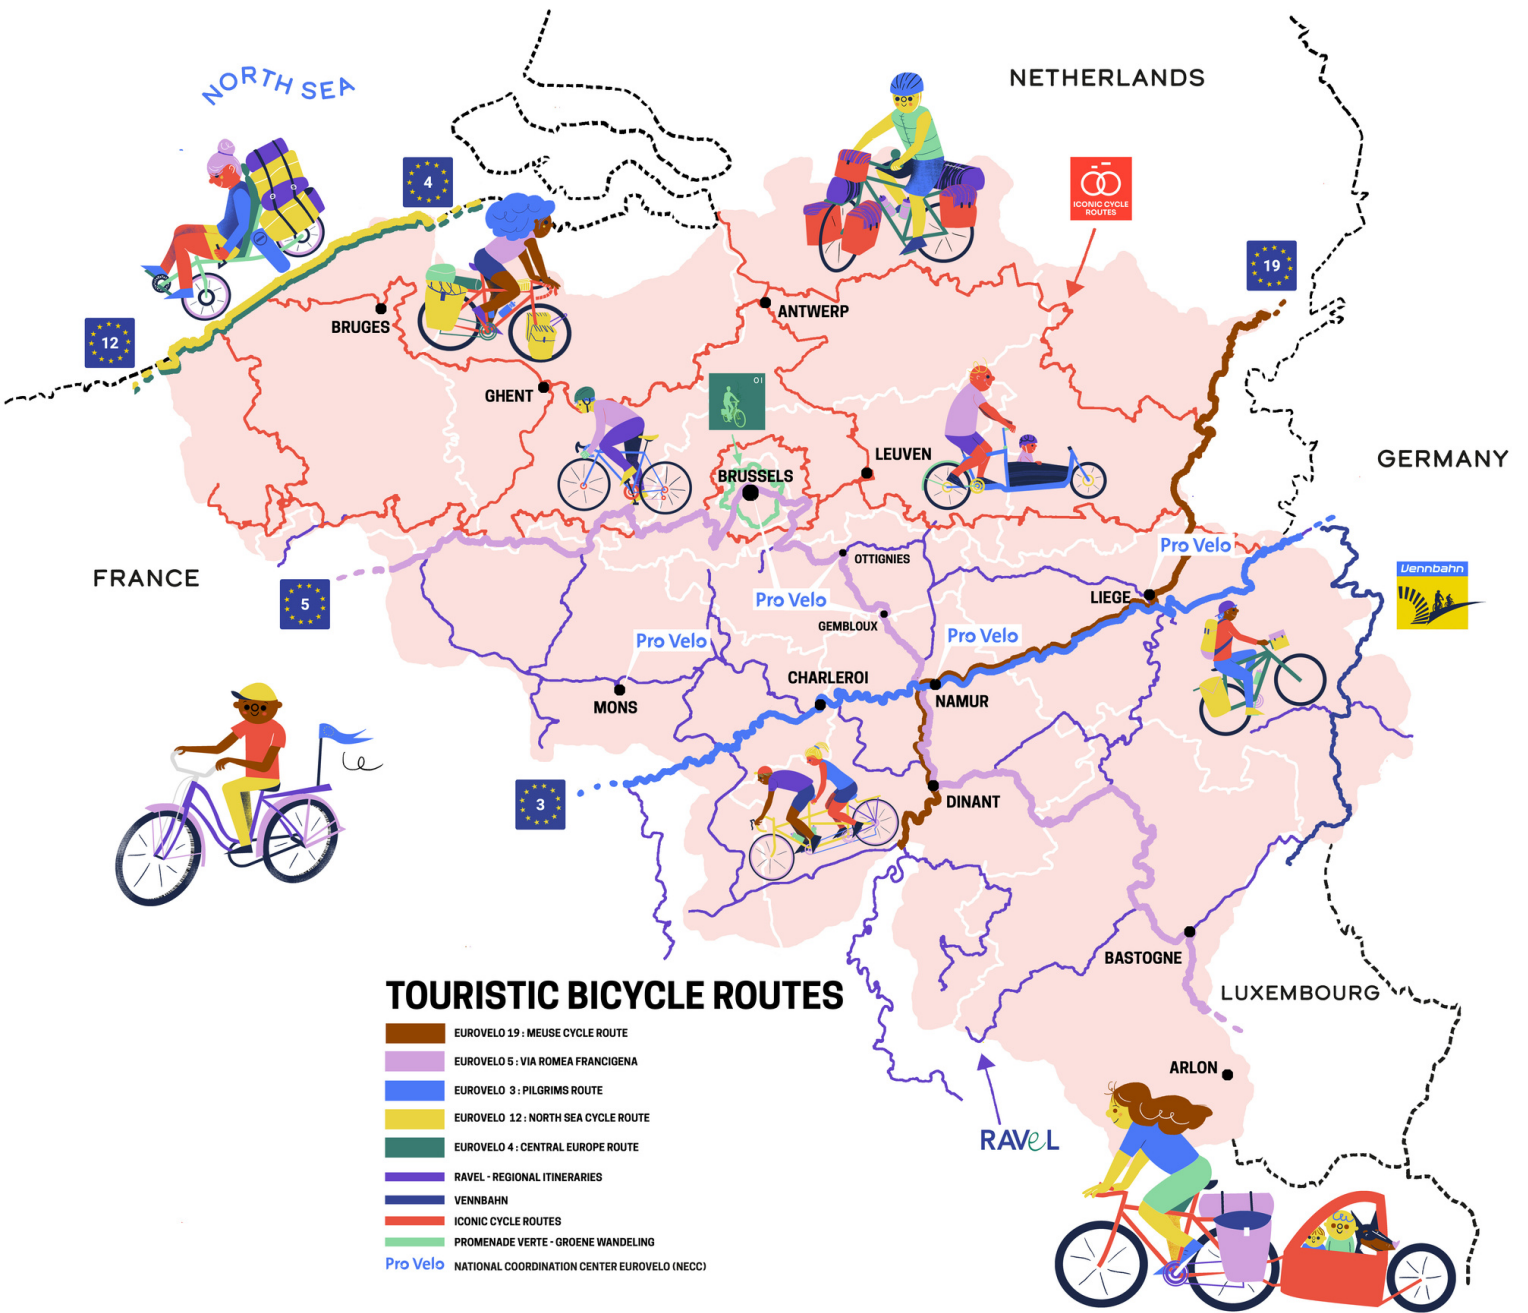 NORTH SEA
NETHERLANDS
4
ICONIC CYCLE
ROUTES
19
12
BRUGES
ANTWERP
01
GHENT
LEUVEN
BRUSSELS
GERMANY
FRANCE
Pro Velo
OTTIGNIES
Vennbahn
5
Pro Velo
LIEGE
GEMBLOUX
Pro Velo
Pro Velo
CHARLEROI
MONS
NAMUR
3
DINANT
BASTOGNE
LUXEMBOURG
ARLON
RAVeL
TOURISTIC BICYCLE ROUTES
EUROVELO 19 : MEUSE CYCLE ROUTE
EUROVELO 5 : VIA ROMEA FRANCIGENA
EUROVELO 3 : PILGRIMS ROUTE
EUROVELO 12 : NORTH SEA CYCLE ROUTE
EUROVELO 4 : CENTRAL EUROPE ROUTE
RAVEL - REGIONAL ITINERARIES
VENNBAHN
ICONIC CYCLE ROUTES
PROMENADE VERTE - GROENE WANDELING
Pro Velo NATIONAL COORDINATION CENTER EUROVELO (NECC)